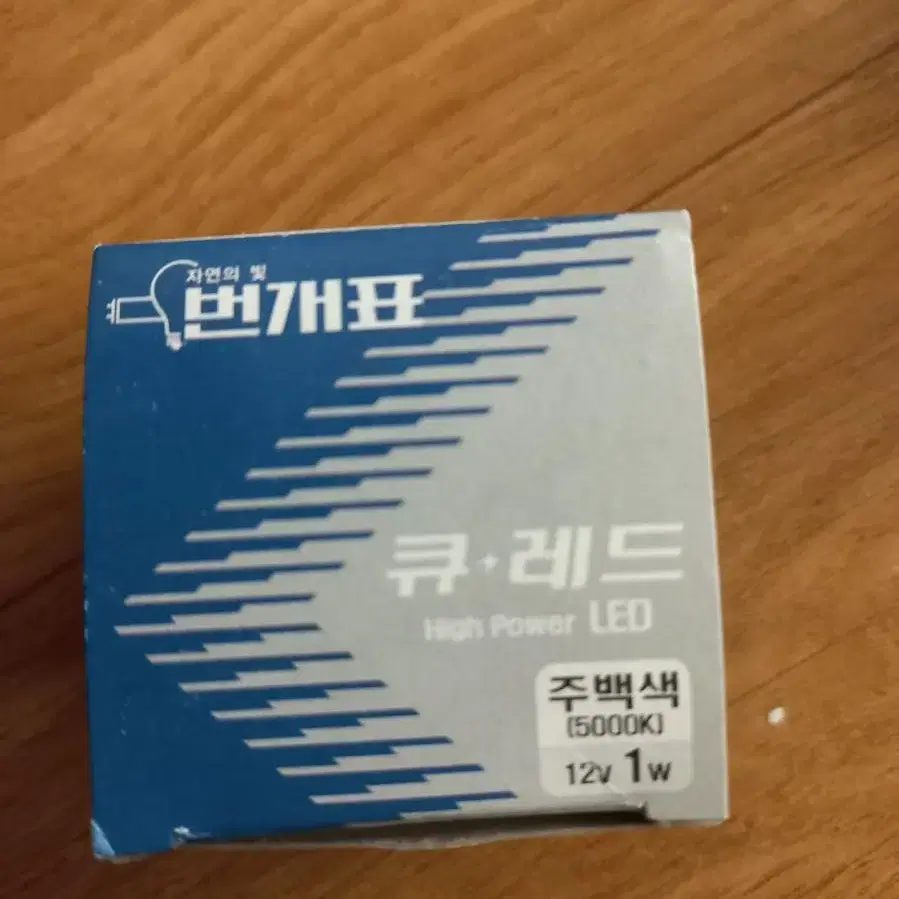 자연의 빛
번개표
큐·레드
High Power LED
주백색
(5000K)
12V 1W